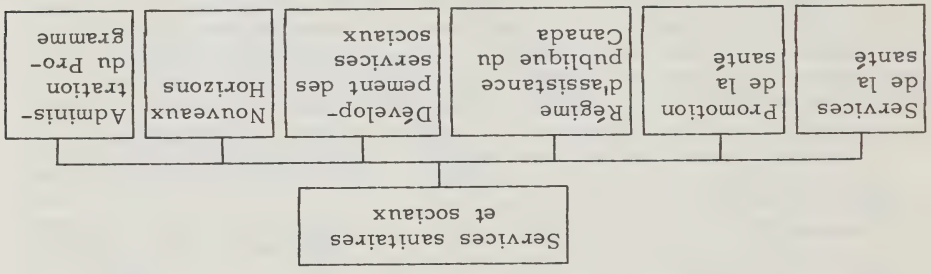 Services sanitaires
et sociaux
Services
de la
santé
Promotion
de la
santé
Régime
d'assistance
publique du
Canada
Dévelop-
pement des
services
sociaux
Nouveaux
Horizons
Adminis-
tration
du Pro-
gramme